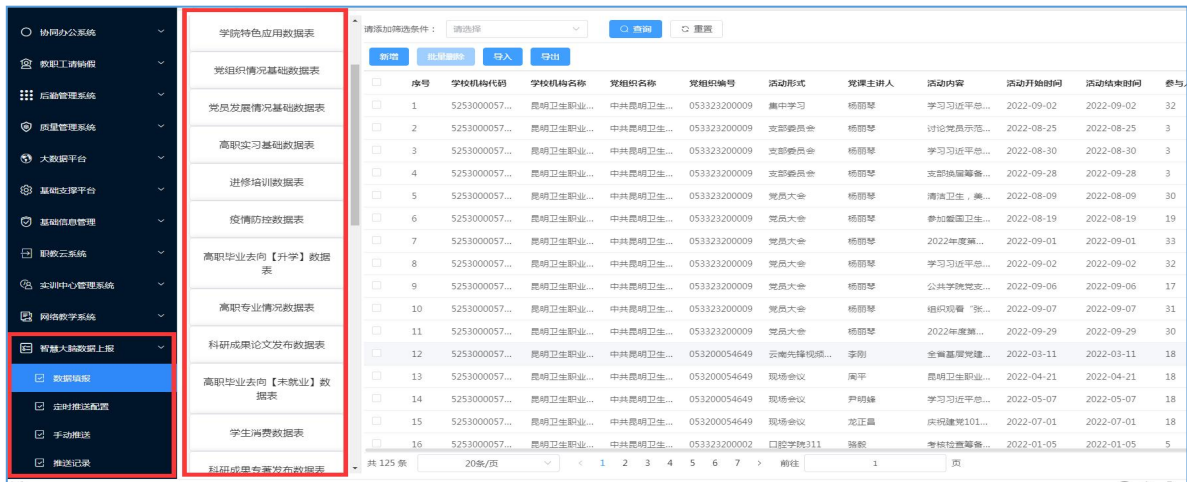 协同办公系统
教职工请销假
后勤管理系统
质量管理系统
大数据平台
基础支撑平台
基础信息管理
职教云系统
实训中心管理系统
网络教学系统
智慧大脑数据上报
数据填报
定时推送配置
手动推送
推送记录
学院特色应用数据表
党组织情况基础数据表
党员发展情况基础数据表
高职实习基础数据表
进修培训数据表
疫情防控数据表
高职毕业去向【升学】数据
表
高职专业情况数据表
科研成果论文发布数据表
高职毕业去向【未就业】数
据表
学生消费数据表
科研成果专著发布数据表
请添加筛选条件： 请选择 查询 重置
新增 批量删除 导入 导出
序号 学校机构代码 学校机构名称 党组织名称 党组织编号 活动形式 党课主讲人 活动内容 活动开始时间 活动结束时间 参与
1 5253000057... 昆明卫生职业... 中共昆明卫生... 053323200009 集中学习 杨丽琴 学习习近平总... 2022-09-02 2022-09-02 32
2 5253000057... 昆明卫生职业... 中共昆明卫生... 053323200009 支部委员会 杨丽琴 讨论党员示范... 2022-08-25 2022-08-25 3
3 5253000057... 昆明卫生职业... 中共昆明卫生... 053323200009 支部委员会 杨丽琴 学习习近平总... 2022-08-30 2022-08-30 3
4 5253000057... 昆明卫生职业... 中共昆明卫生... 053323200009 支部委员会 杨丽琴 支部换届筹备... 2022-09-28 2022-09-28 3
5 5253000057... 昆明卫生职业... 中共昆明卫生... 053323200009 党员大会 杨丽琴 清洁卫生，美... 2022-08-09 2022-08-09 30
6 5253000057... 昆明卫生职业... 中共昆明卫生... 053323200009 党员大会 杨丽琴 参加爱国卫生... 2022-08-19 2022-08-19 19
7 5253000057... 昆明卫生职业... 中共昆明卫生... 053323200009 党员大会 杨丽琴 2022年度第... 2022-09-01 2022-09-01 33
8 5253000057... 昆明卫生职业... 中共昆明卫生... 053323200009 党员大会 杨丽琴 学习习近平总... 2022-09-02 2022-09-02 32
9 5253000057... 昆明卫生职业... 中共昆明卫生... 053323200009 党员大会 杨丽琴 公共学院党支... 2022-09-06 2022-09-06 17
10 5253000057... 昆明卫生职业... 中共昆明卫生... 053323200009 党员大会 杨丽琴 组织观看“张... 2022-09-07 2022-09-07 31
11 5253000057... 昆明卫生职业... 中共昆明卫生... 053323200009 党员大会 杨丽琴 2022年度第... 2022-09-29 2022-09-29 30
12 5253000057... 昆明卫生职业... 中共昆明卫生... 053200054649 云南先锋视频... 李刚 全省基层党建... 2022-03-11 2022-03-11 18
13 5253000057... 昆明卫生职业... 中共昆明卫生... 053200054649 现场会议 周平 昆明卫生职业... 2022-04-21 2022-04-21 18
14 5253000057... 昆明卫生职业... 中共昆明卫生... 053200054649 现场会议 尹明峰 学习习近平总... 2022-05-07 2022-05-07 18
15 5253000057... 昆明卫生职业... 中共昆明卫生... 053200054649 现场会议 龙正昌 庆祝建党101... 2022-07-01 2022-07-01 18
16 5253000057... 昆明卫生职业... 中共昆明卫生... 053323200002 口腔学院311 骆毅 考核检查筹备... 2022-01-05 2022-01-05 5
共 125 条 20条/页 1 2 3 4 5 6 7 前往 1 页